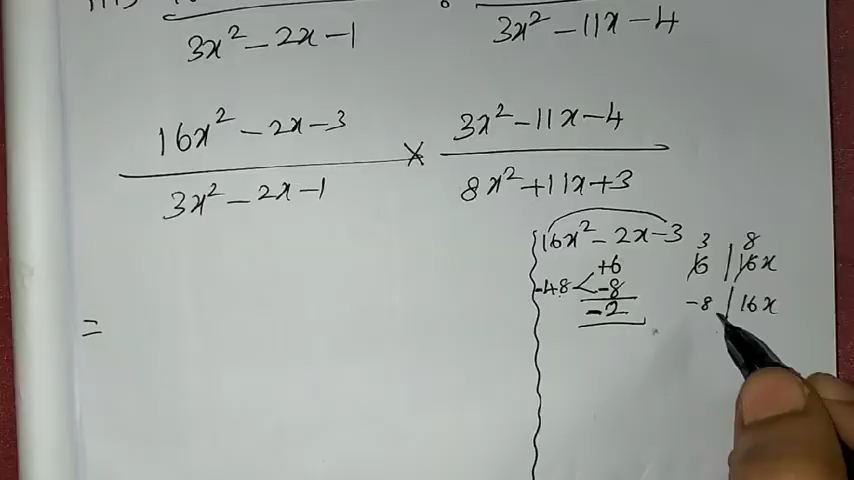 3x² - 2x - 1 3x² - 11x - 4
16x² - 2x - 3 3x² - 11x - 4
×
3x² - 2x - 1 8x² + 11x + 3
16x² - 2x - 3 3 8
+6 6 | 16x
-48 < -8 -8 | 16x
-2
=